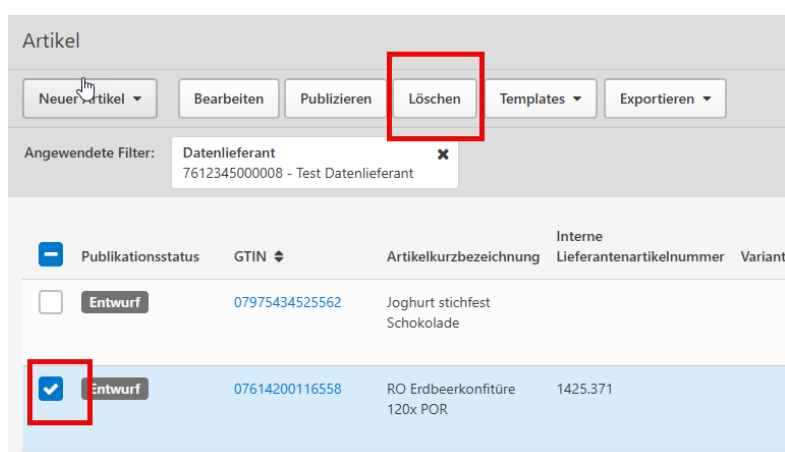 Artikel
Neuer Artikel Bearbeiten Publizieren Löschen Templates Exportieren
Angewendete Filter: Datenlieferant
7612345000008 - Test Datenlieferant
Interne
Publikationsstatus GTIN Artikelkurzbezeichnung Lieferantenartikelnummer Variant
Entwurf 07975434525562 Joghurt stichfest
Schokolade
Entwurf 07614200116558 RO Erdbeerkonfitüre 1425.371
120x POR